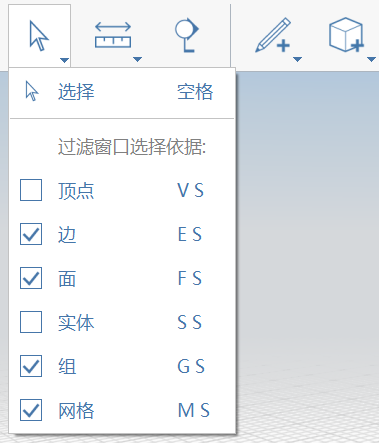 选择 空格
过滤窗口选择依据:
顶点 V S
边 E S
面 F S
实体 S S
组 G S
网格 M S